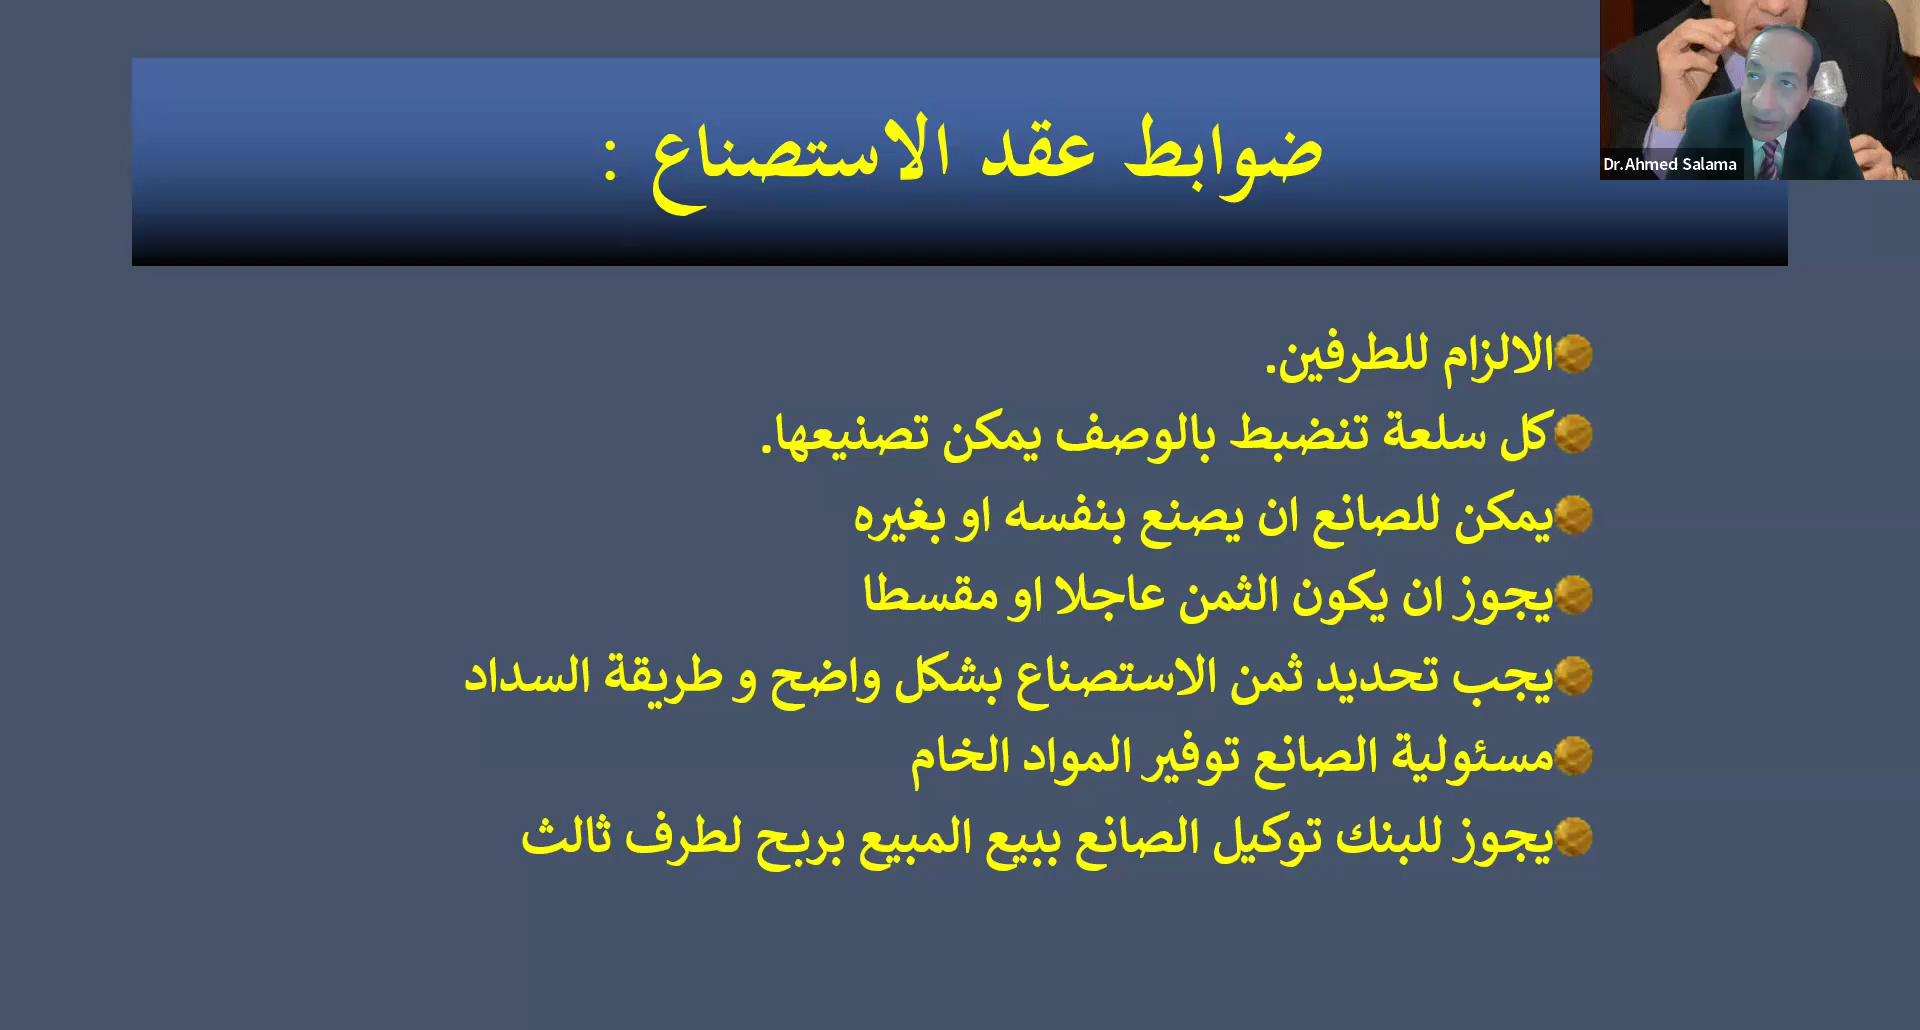 Dr.Ahmed Salama
ضوابط عقد الاستصناع :
الالزام للطرفين.
كل سلعة تنضبط بالوصف يمكن تصنيعها.
يمكن للصانع ان يصنع بنفسه او بغيره
يجوز ان يكون الثمن عاجلا او مقسطا
يجب تحديد ثمن الاستصناع بشكل واضح و طريقة السداد
مسئولية الصانع توفير المواد الخام
يجوز للبنك توكيل الصانع ببيع المبيع بربح لطرف ثالث